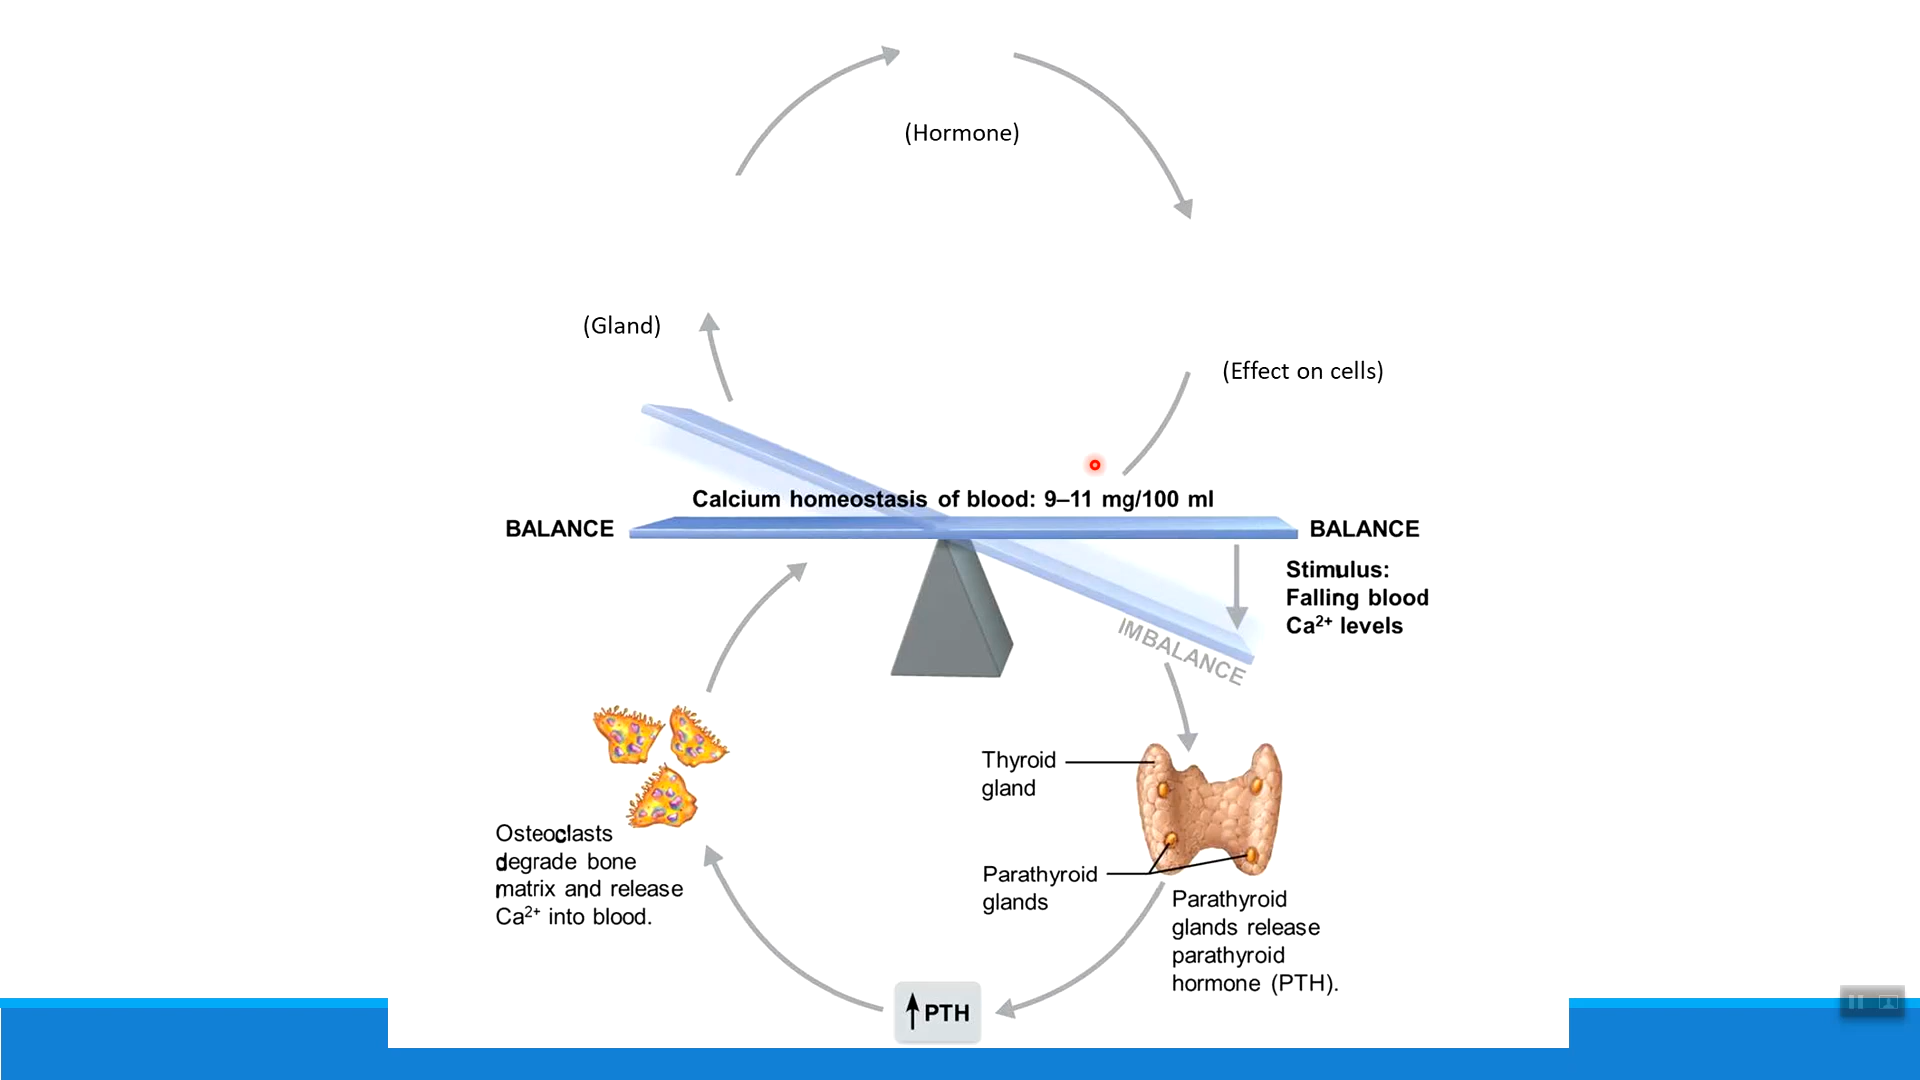 (Hormone)
(Gland)
(Effect on cells)
Calcium homeostasis of blood: 9–11 mg/100 ml
BALANCE
BALANCE
Stimulus:
Falling blood
Ca²⁺ levels
IMBALANCE
Thyroid
gland
Parathyroid
glands
Parathyroid
glands release
parathyroid
hormone (PTH).
Osteoclasts
degrade bone
matrix and release
Ca²⁺ into blood.
PTH